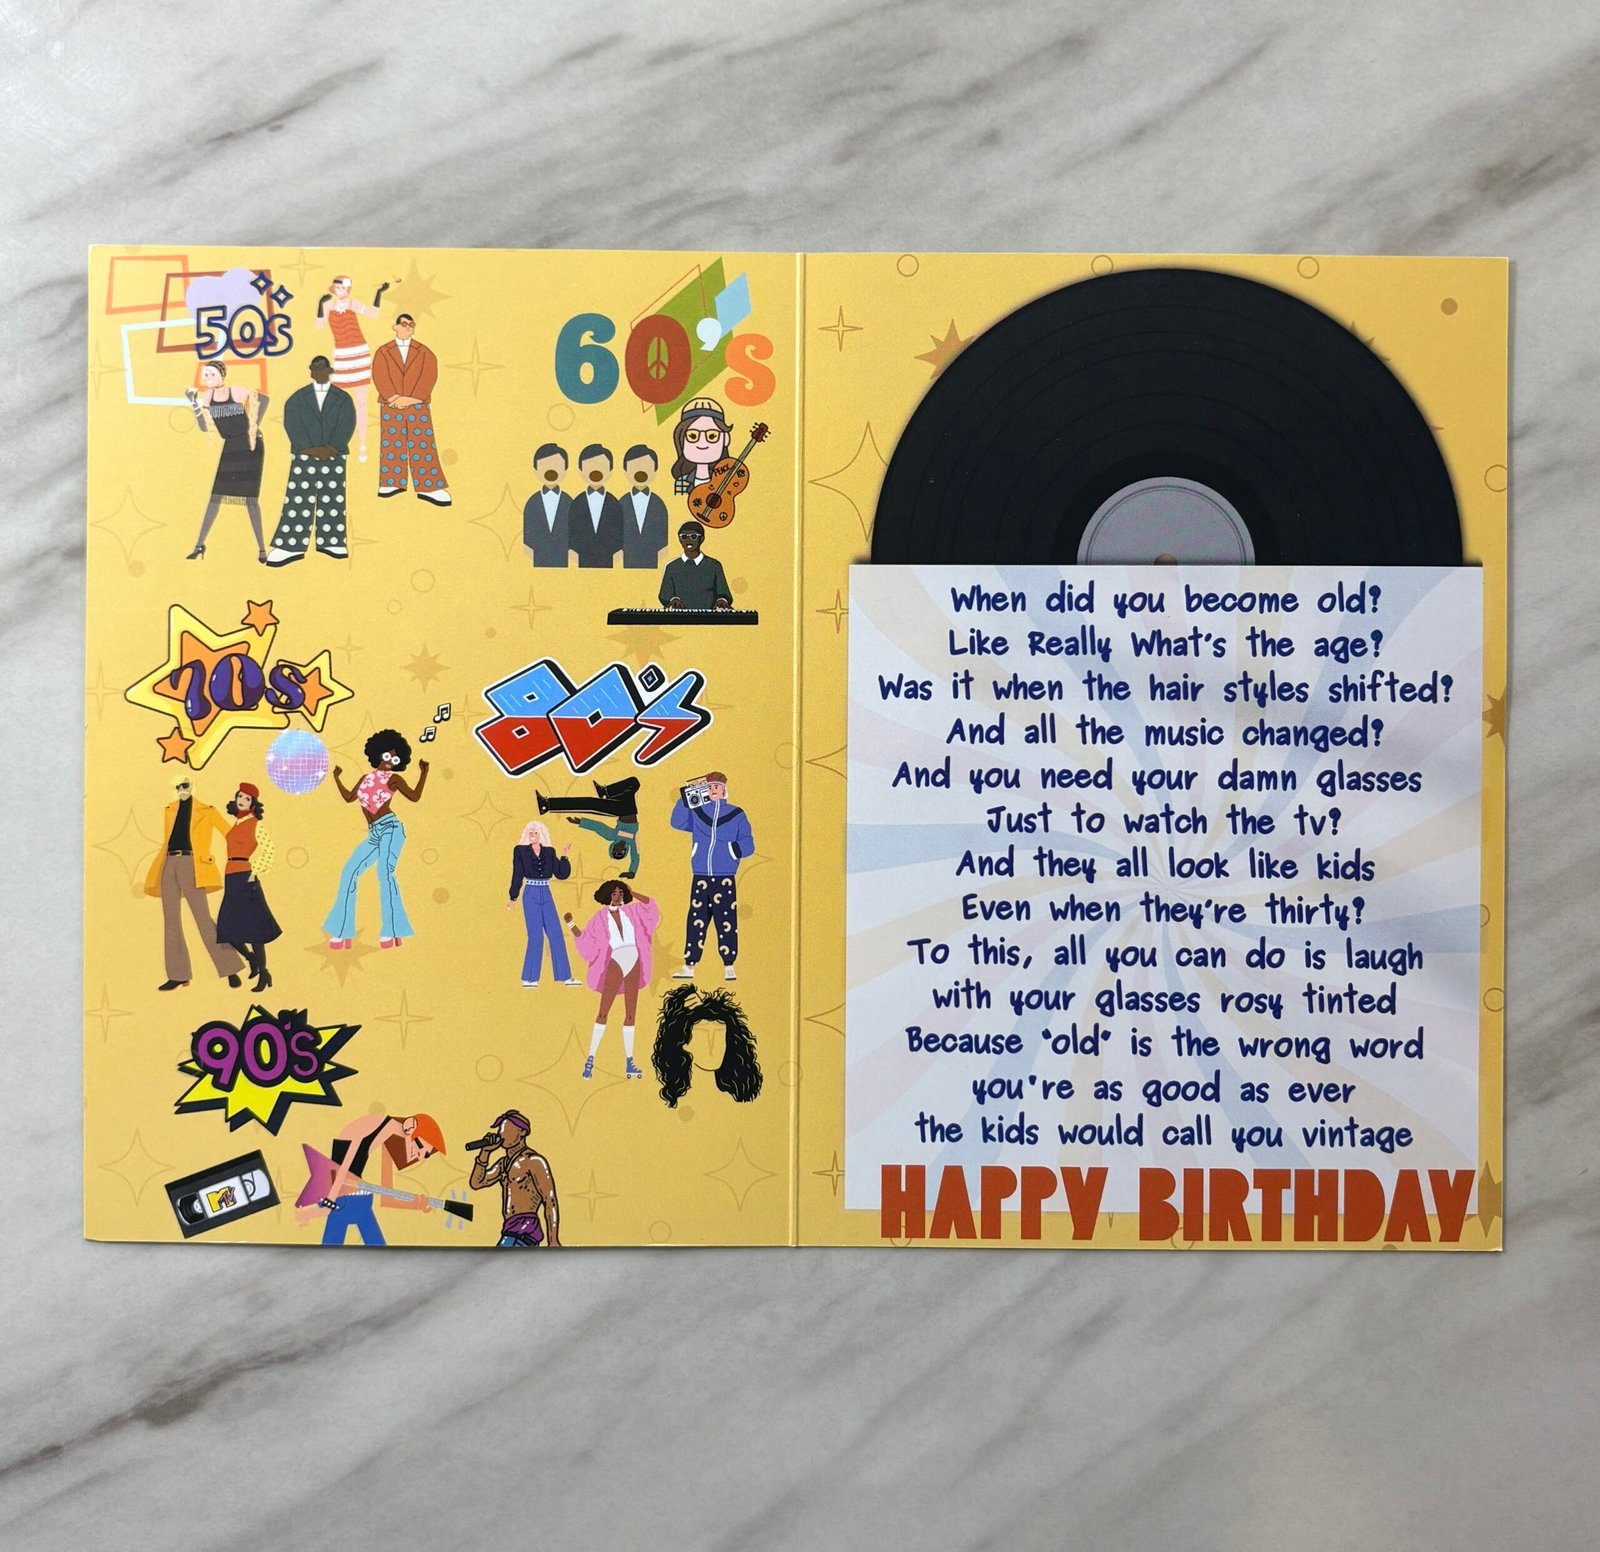 50s
60's
PEACE
70s
80's
90's
MTV
When did you become old?
Like Really What's the age?
Was it when the hair styles shifted?
And all the music changed?
And you need your damn glasses
Just to watch the tv?
And they all look like kids
Even when they're thirty?
To this, all you can do is laugh
with your glasses rosy tinted
Because "old" is the wrong word
you're as good as ever
the kids would call you vintage
HAPPY BIRTHDAY